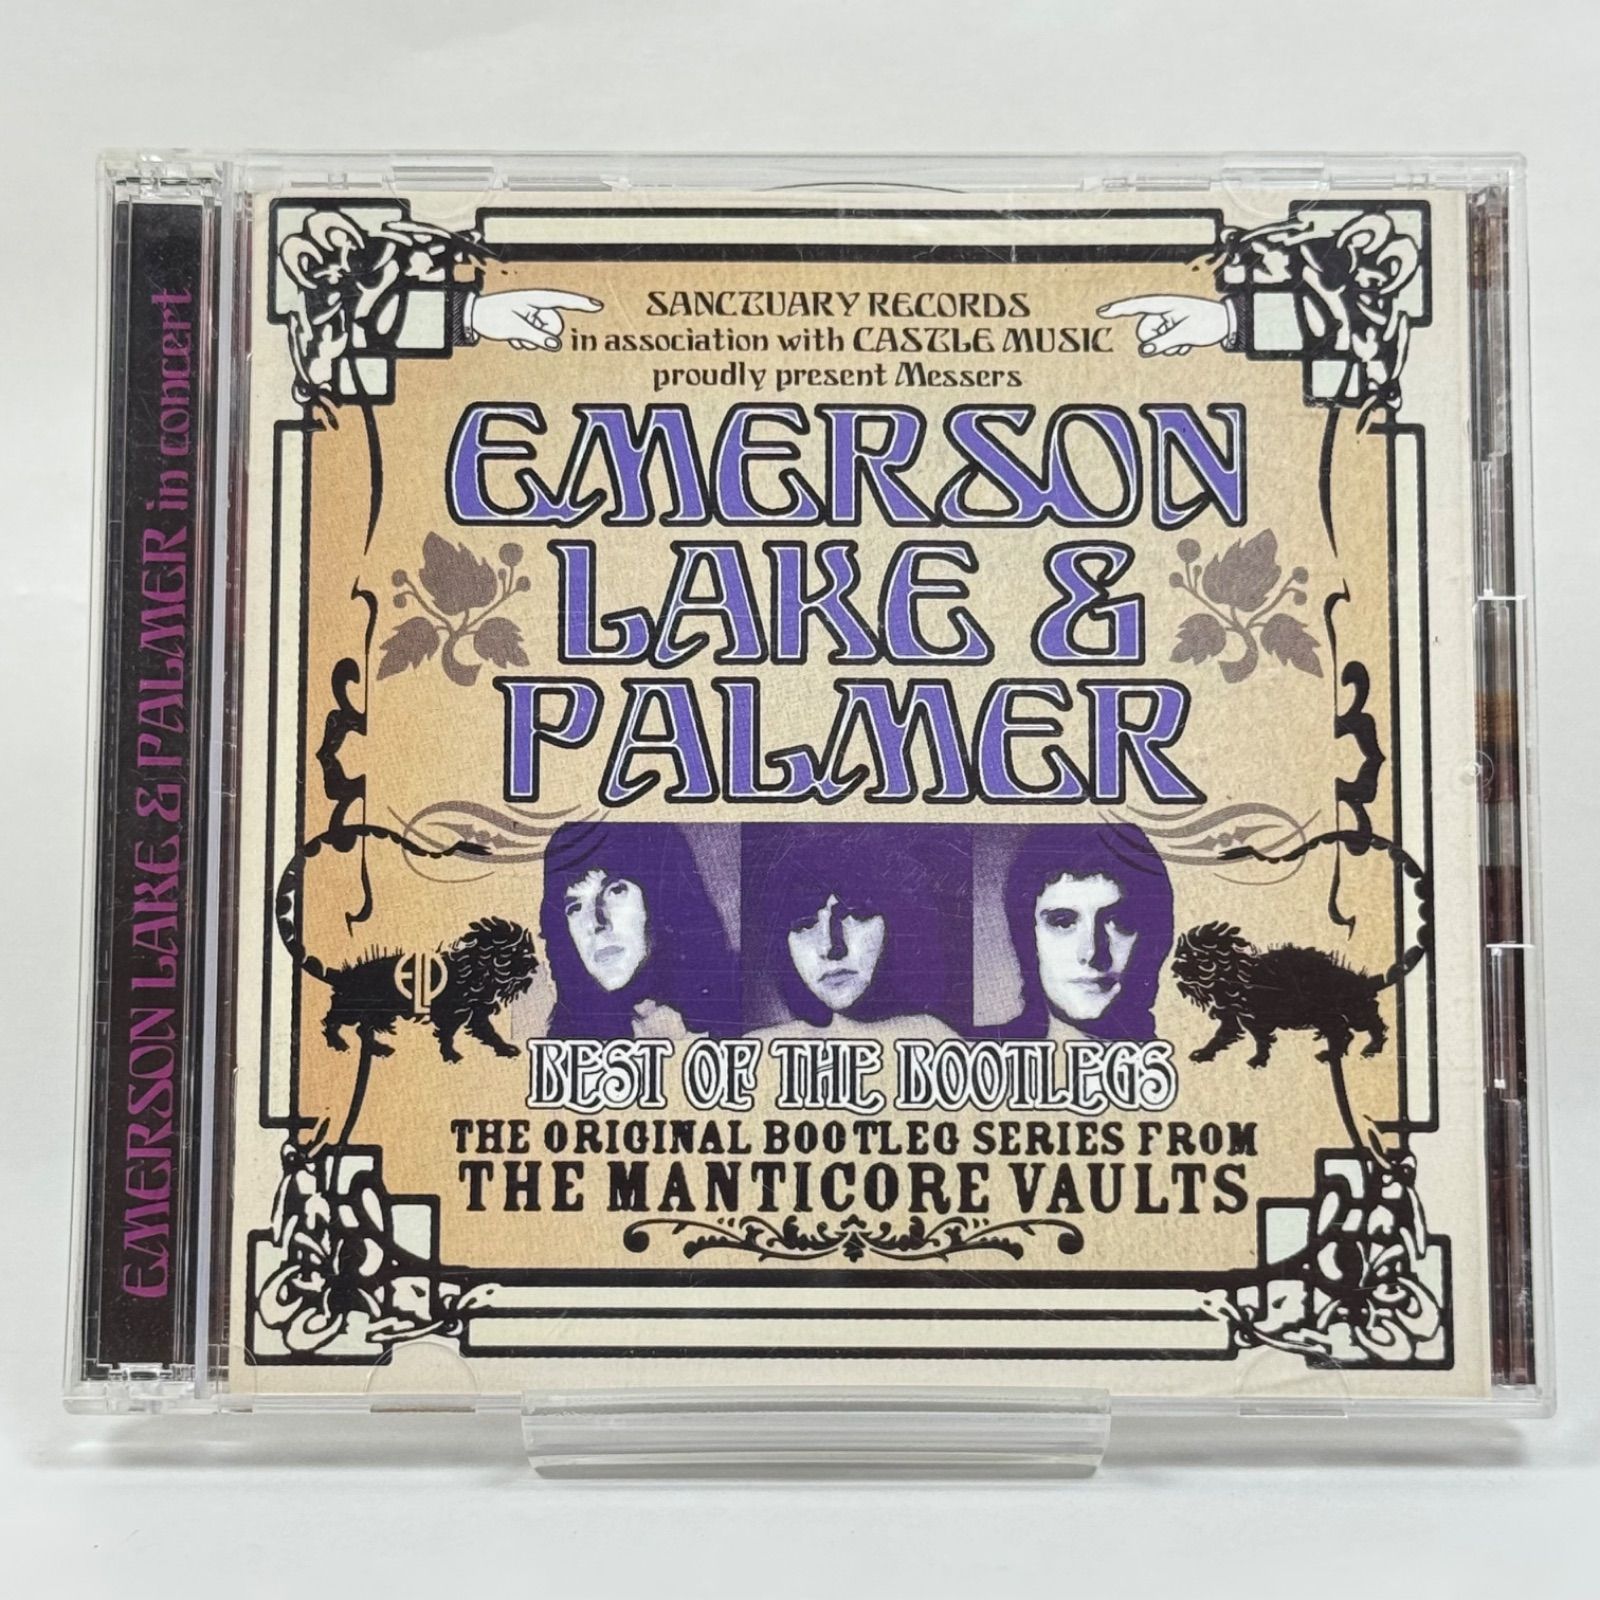 SANCTUARY RECORDS
in association with CASTLE MUSIC
proudly present Messers
EMERSON
LAKE &
PALMER
ELP
BEST OF THE BOOTLEGS
THE ORIGINAL BOOTLEG SERIES FROM
THE MANTICORE VAULTS
EMERSON LAKE & PALMER in concert